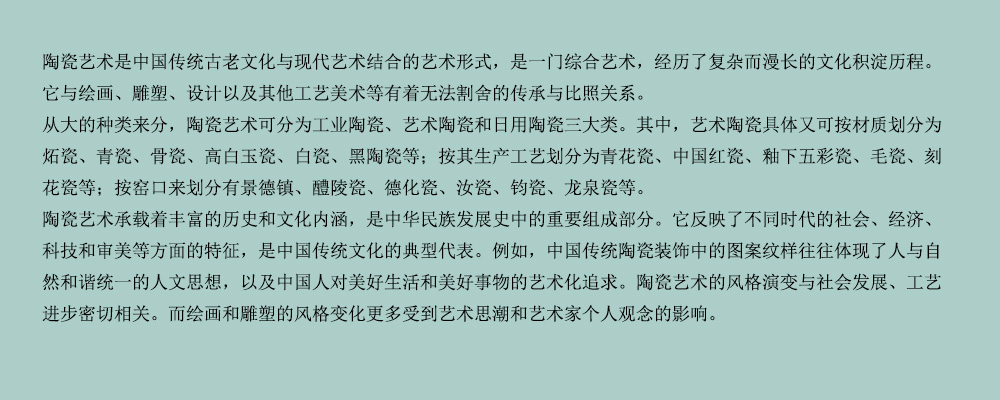 陶瓷艺术是中国传统古老文化与现代艺术结合的艺术形式，是一门综合艺术，经历了复杂而漫长的文化积淀历程。
它与绘画、雕塑、设计以及其他工艺美术等有着无法割舍的传承与比照关系。
从大的种类来分，陶瓷艺术可分为工业陶瓷、艺术陶瓷和日用陶瓷三大类。其中，艺术陶瓷具体又可按材质划分为
炻瓷、青瓷、骨瓷、高白玉瓷、白瓷、黑陶瓷等；按其生产工艺划分为青花瓷、中国红瓷、釉下五彩瓷、毛瓷、刻
花瓷等；按窑口来划分有景德镇、醴陵瓷、德化瓷、汝瓷、钧瓷、龙泉瓷等。
陶瓷艺术承载着丰富的历史和文化内涵，是中华民族发展史中的重要组成部分。它反映了不同时代的社会、经济、
科技和审美等方面的特征，是中国传统文化的典型代表。例如，中国传统陶瓷装饰中的图案纹样往往体现了人与自
然和谐统一的人文思想，以及中国人对美好生活和美好事物的艺术化追求。陶瓷艺术的风格演变与社会发展、工艺
进步密切相关。而绘画和雕塑的风格变化更多受到艺术思潮和艺术家个人观念的影响。